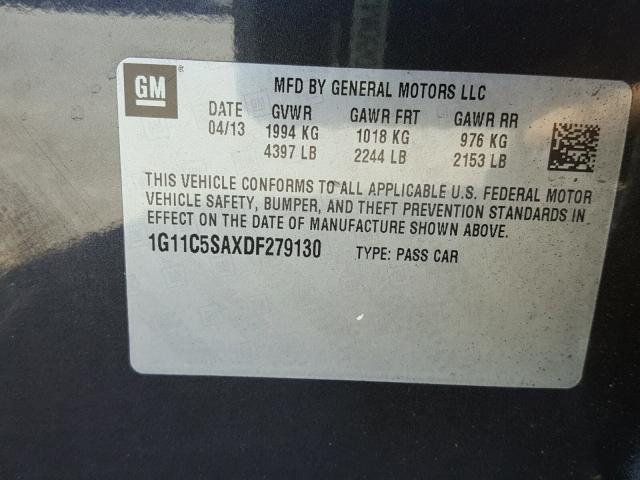 GM ®
MFD BY GENERAL MOTORS LLC
DATE GVWR GAWR FRT GAWR RR
04/13 1994 KG 1018 KG 976 KG
4397 LB 2244 LB 2153 LB
THIS VEHICLE CONFORMS TO ALL APPLICABLE U.S. FEDERAL MOTOR
VEHICLE SAFETY, BUMPER, AND THEFT PREVENTION STANDARDS IN
EFFECT ON THE DATE OF MANUFACTURE SHOWN ABOVE.
1G11C5SAXDF279130 TYPE: PASS CAR